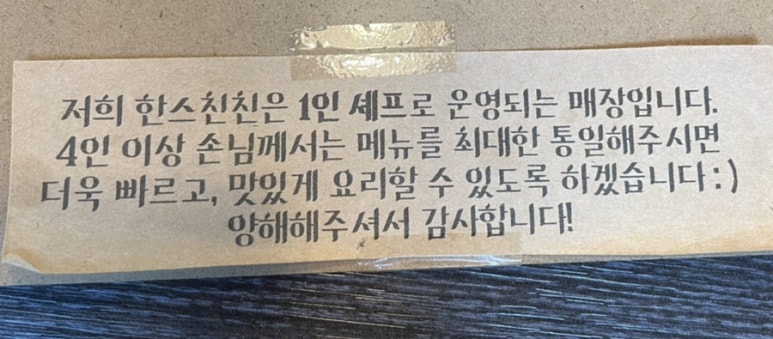 저희 한스친친은 1인 셰프로 운영되는 매장입니다.
4인 이상 손님께서는 메뉴를 최대한 통일해주시면
더욱 빠르고, 맛있게 요리할 수 있도록 하겠습니다:)
양해해주셔서 감사합니다!